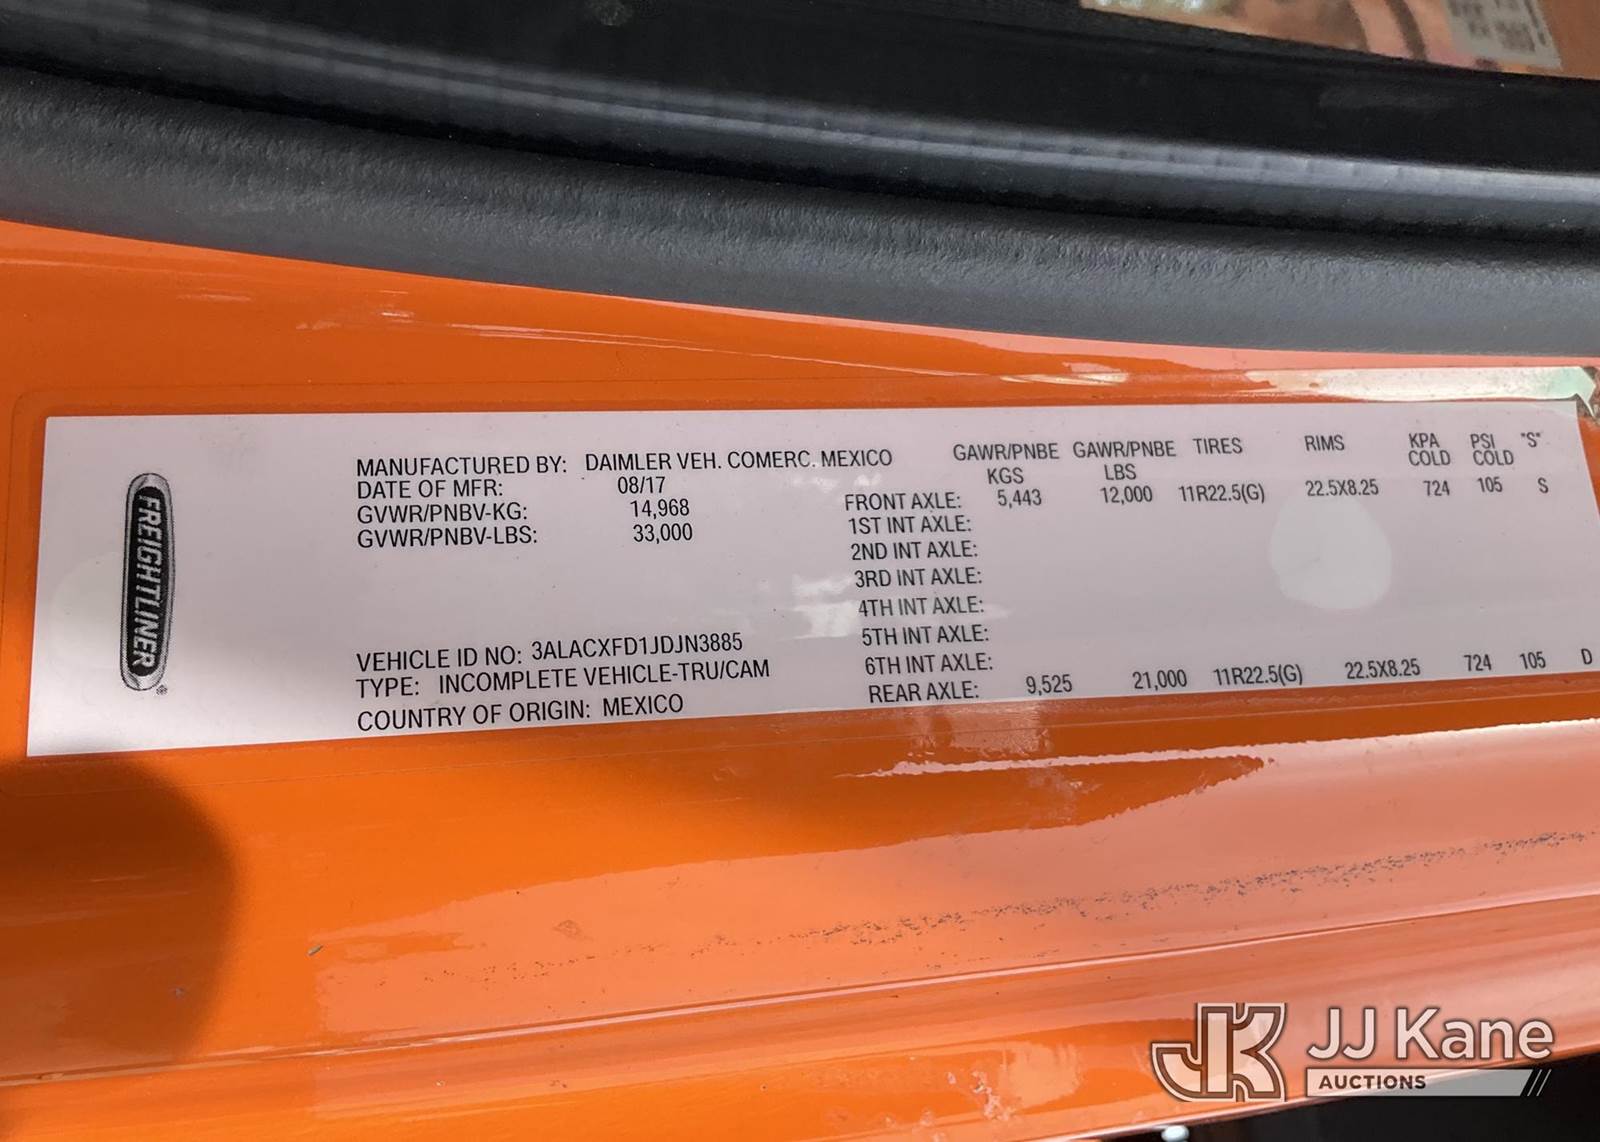 FREIGHTLINER ®
MANUFACTURED BY: DAIMLER VEH. COMERC. MEXICO
DATE OF MFR: 08/17
GVWR/PNBV-KG: 14,968
GVWR/PNBV-LBS: 33,000
VEHICLE ID NO: 3ALACXFD1JDJN3885
TYPE: INCOMPLETE VEHICLE-TRU/CAM
COUNTRY OF ORIGIN: MEXICO
GAWR/PNBE GAWR/PNBE TIRES RIMS KPA PSI "S"
KGS LBS COLD COLD
FRONT AXLE: 5,443 12,000 11R22.5(G) 22.5X8.25 724 105 S
1ST INT AXLE:
2ND INT AXLE:
3RD INT AXLE:
4TH INT AXLE:
5TH INT AXLE:
6TH INT AXLE:
REAR AXLE: 9,525 21,000 11R22.5(G) 22.5X8.25 724 105 D
JK JJ Kane
AUCTIONS